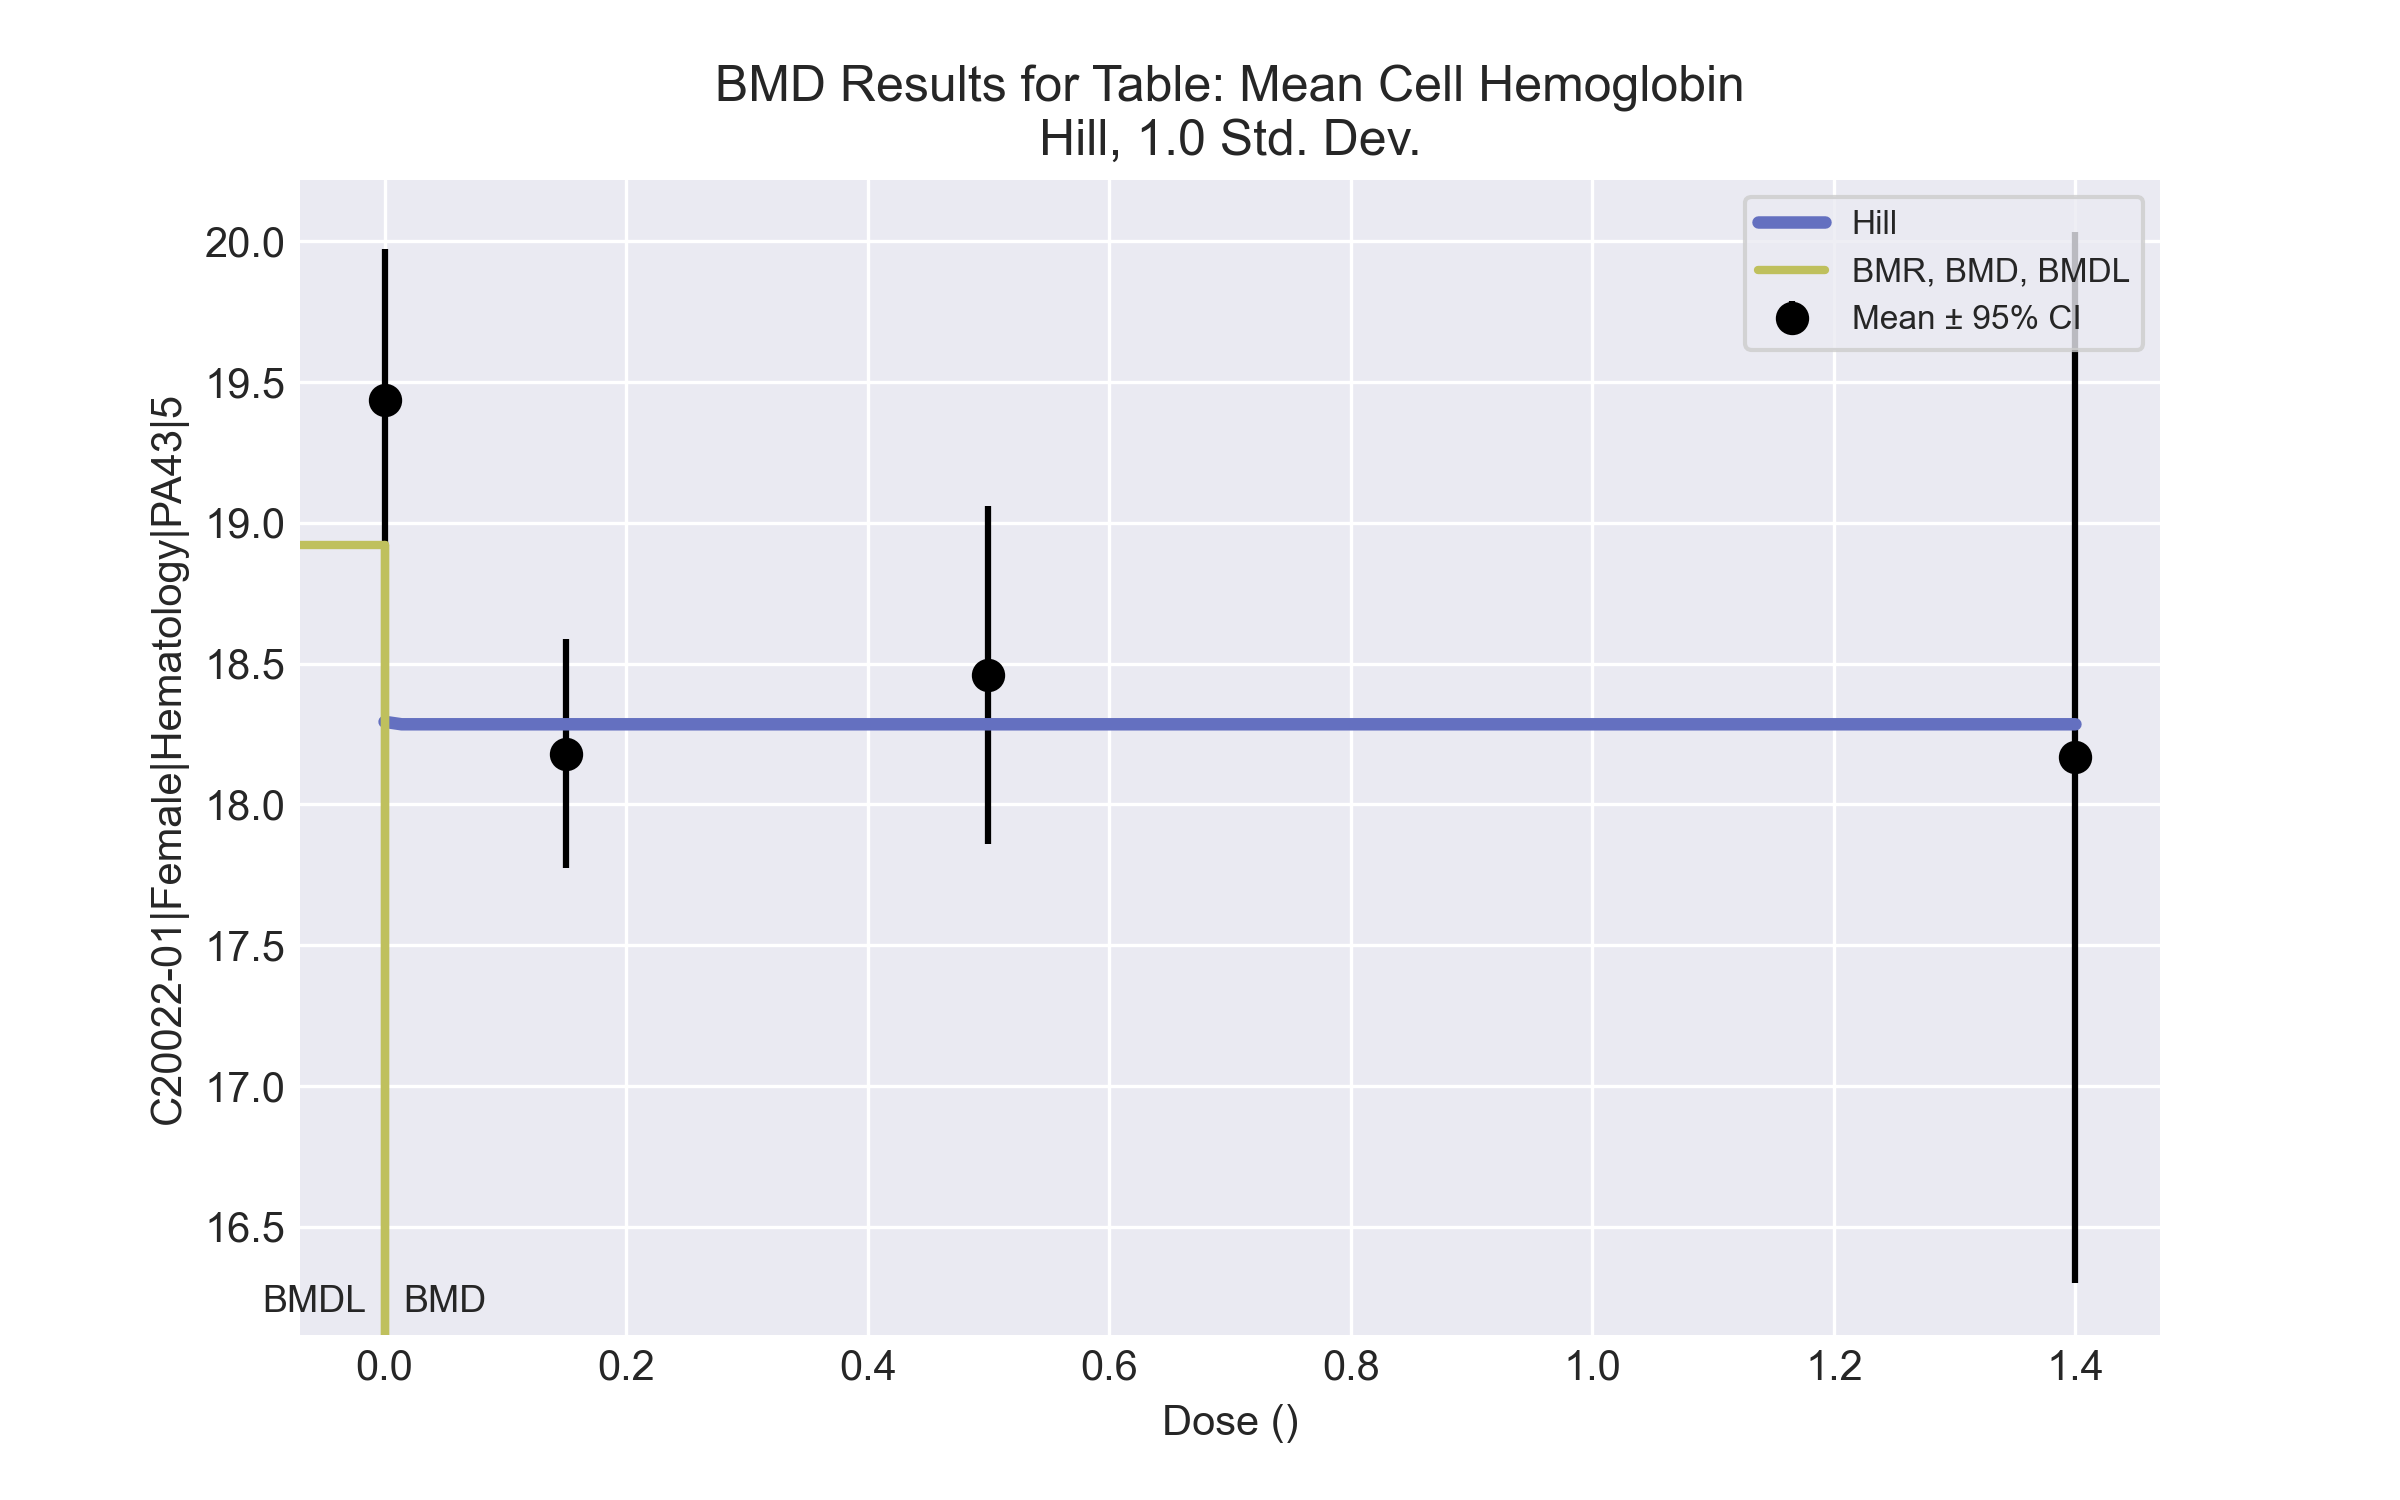 BMD Results for Table: Mean Cell Hemoglobin
Hill, 1.0 Std. Dev.
Hill
BMR, BMD, BMDL
Mean ± 95% CI
C20022-01|Female|Hematology|PA43|5
20.0
19.5
19.0
18.5
18.0
17.5
17.0
16.5
BMDL BMD
0.0 0.2 0.4 0.6 0.8 1.0 1.2 1.4
Dose ()